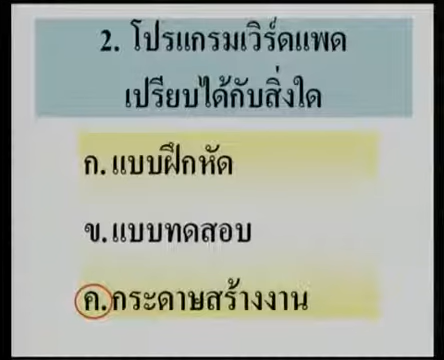 2. โปรแกรมเวิร์ดแพด
เปรียบได้กับสิ่งใด
ก. แบบฝึกหัด
ข. แบบทดสอบ
ค. กระดาษสร้างงาน